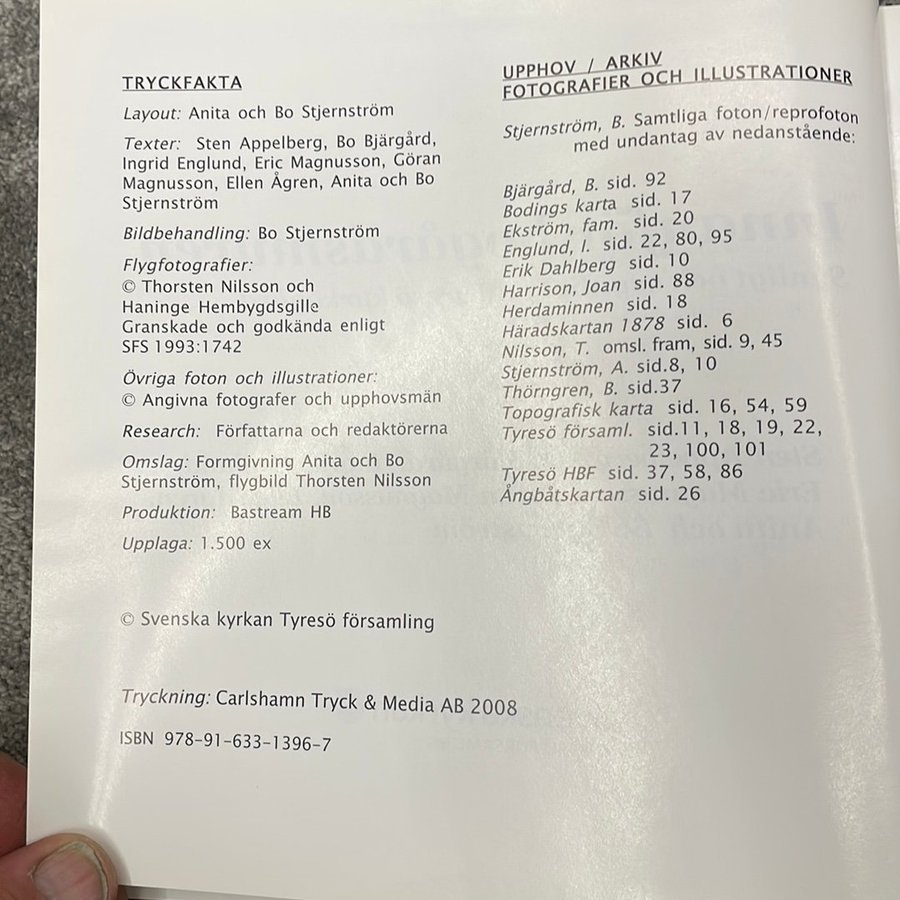 TRYCKFAKTA
Layout: Anita och Bo Stjernström
Texter: Sten Appelberg, Bo Bjärgård,
Ingrid Englund, Eric Magnusson, Göran
Magnusson, Ellen Ågren, Anita och Bo
Stjernström
Bildbehandling: Bo Stjernström
Flygfotografier:
© Thorsten Nilsson och
Haninge Hembygdsgille
Granskade och godkända enligt
SFS 1993:1742
Övriga foton och illustrationer:
© Angivna fotografer och upphovsmän
Research: Författarna och redaktörerna
Omslag: Formgivning Anita och Bo
Stjernström, flygbild Thorsten Nilsson
Produktion: Bastream HB
Upplaga: 1.500 ex
© Svenska kyrkan Tyresö församling
Tryckning: Carlshamn Tryck & Media AB 2008
ISBN 978-91-633-1396-7
UPPHOV / ARKIV
FOTOGRAFIER OCH ILLUSTRATIONER
Stjernström, B. Samtliga foton/reprofoton
med undantag av nedanstående:
Bjärgård, B. sid. 92
Bodings karta sid. 17
Ekström, fam. sid. 20
Englund, I. sid. 22, 80, 95
Erik Dahlberg sid. 10
Harrison, Joan sid. 88
Herdaminnen sid. 18
Häradskartan 1878 sid. 6
Nilsson, T. omsl. fram, sid. 9, 45
Stjernström, A. sid.8, 10
Thörngren, B. sid.37
Topografisk karta sid. 16, 54, 59
Tyresö församl. sid.11, 18, 19, 22,
23, 100, 101
Tyresö HBF sid. 37, 58, 86
Ångbåtskartan sid. 26